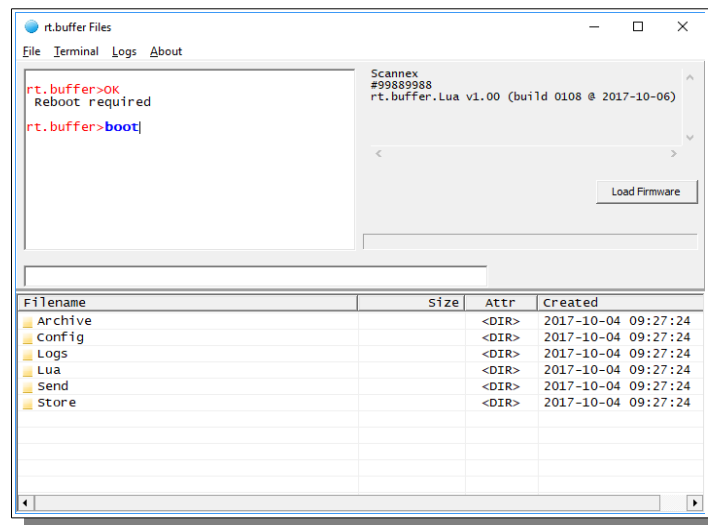 rt.buffer Files
File Terminal Logs About
rt.buffer>OK
Reboot required
rt.buffer>boot
Scannex
#99889988
rt.buffer.Lua v1.00 (build 0108 @ 2017-10-06)
Load Firmware
Filename Size Attr Created
Archive <DIR> 2017-10-04 09:27:24
Config <DIR> 2017-10-04 09:27:24
Logs <DIR> 2017-10-04 09:27:24
Lua <DIR> 2017-10-04 09:27:24
Send <DIR> 2017-10-04 09:27:24
Store <DIR> 2017-10-04 09:27:24